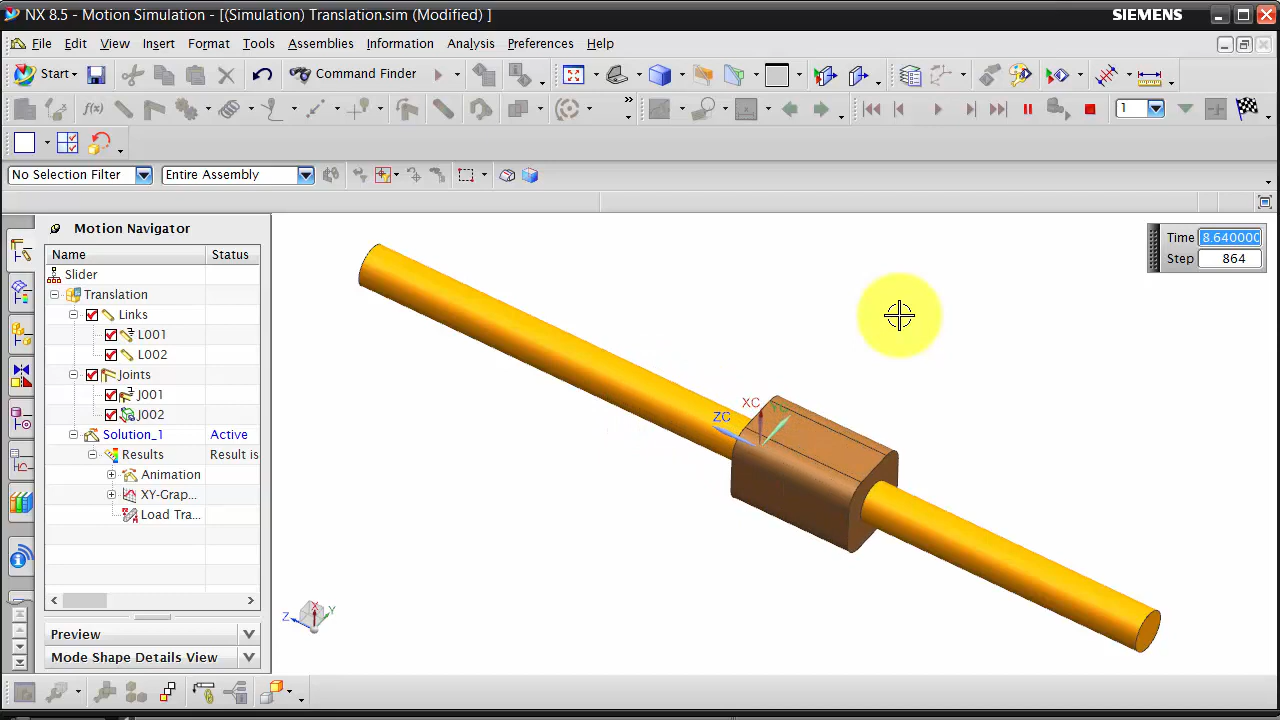 NX 8.5 - Motion Simulation - [(Simulation) Translation.sim (Modified) ]
SIEMENS
File Edit View Insert Format Tools Assemblies Information Analysis Preferences Help
Start Command Finder
f(x) 1
No Selection Filter Entire Assembly
Motion Navigator
Name Status
Slider
Translation
Links
L001
L002
Joints
J001
J002
Solution_1 Active
Results Result is
Animation
XY-Grap...
Load Tra...
Preview
Mode Shape Details View
Time 8.640000
Step 864
XC
ZC
X
Y
Z